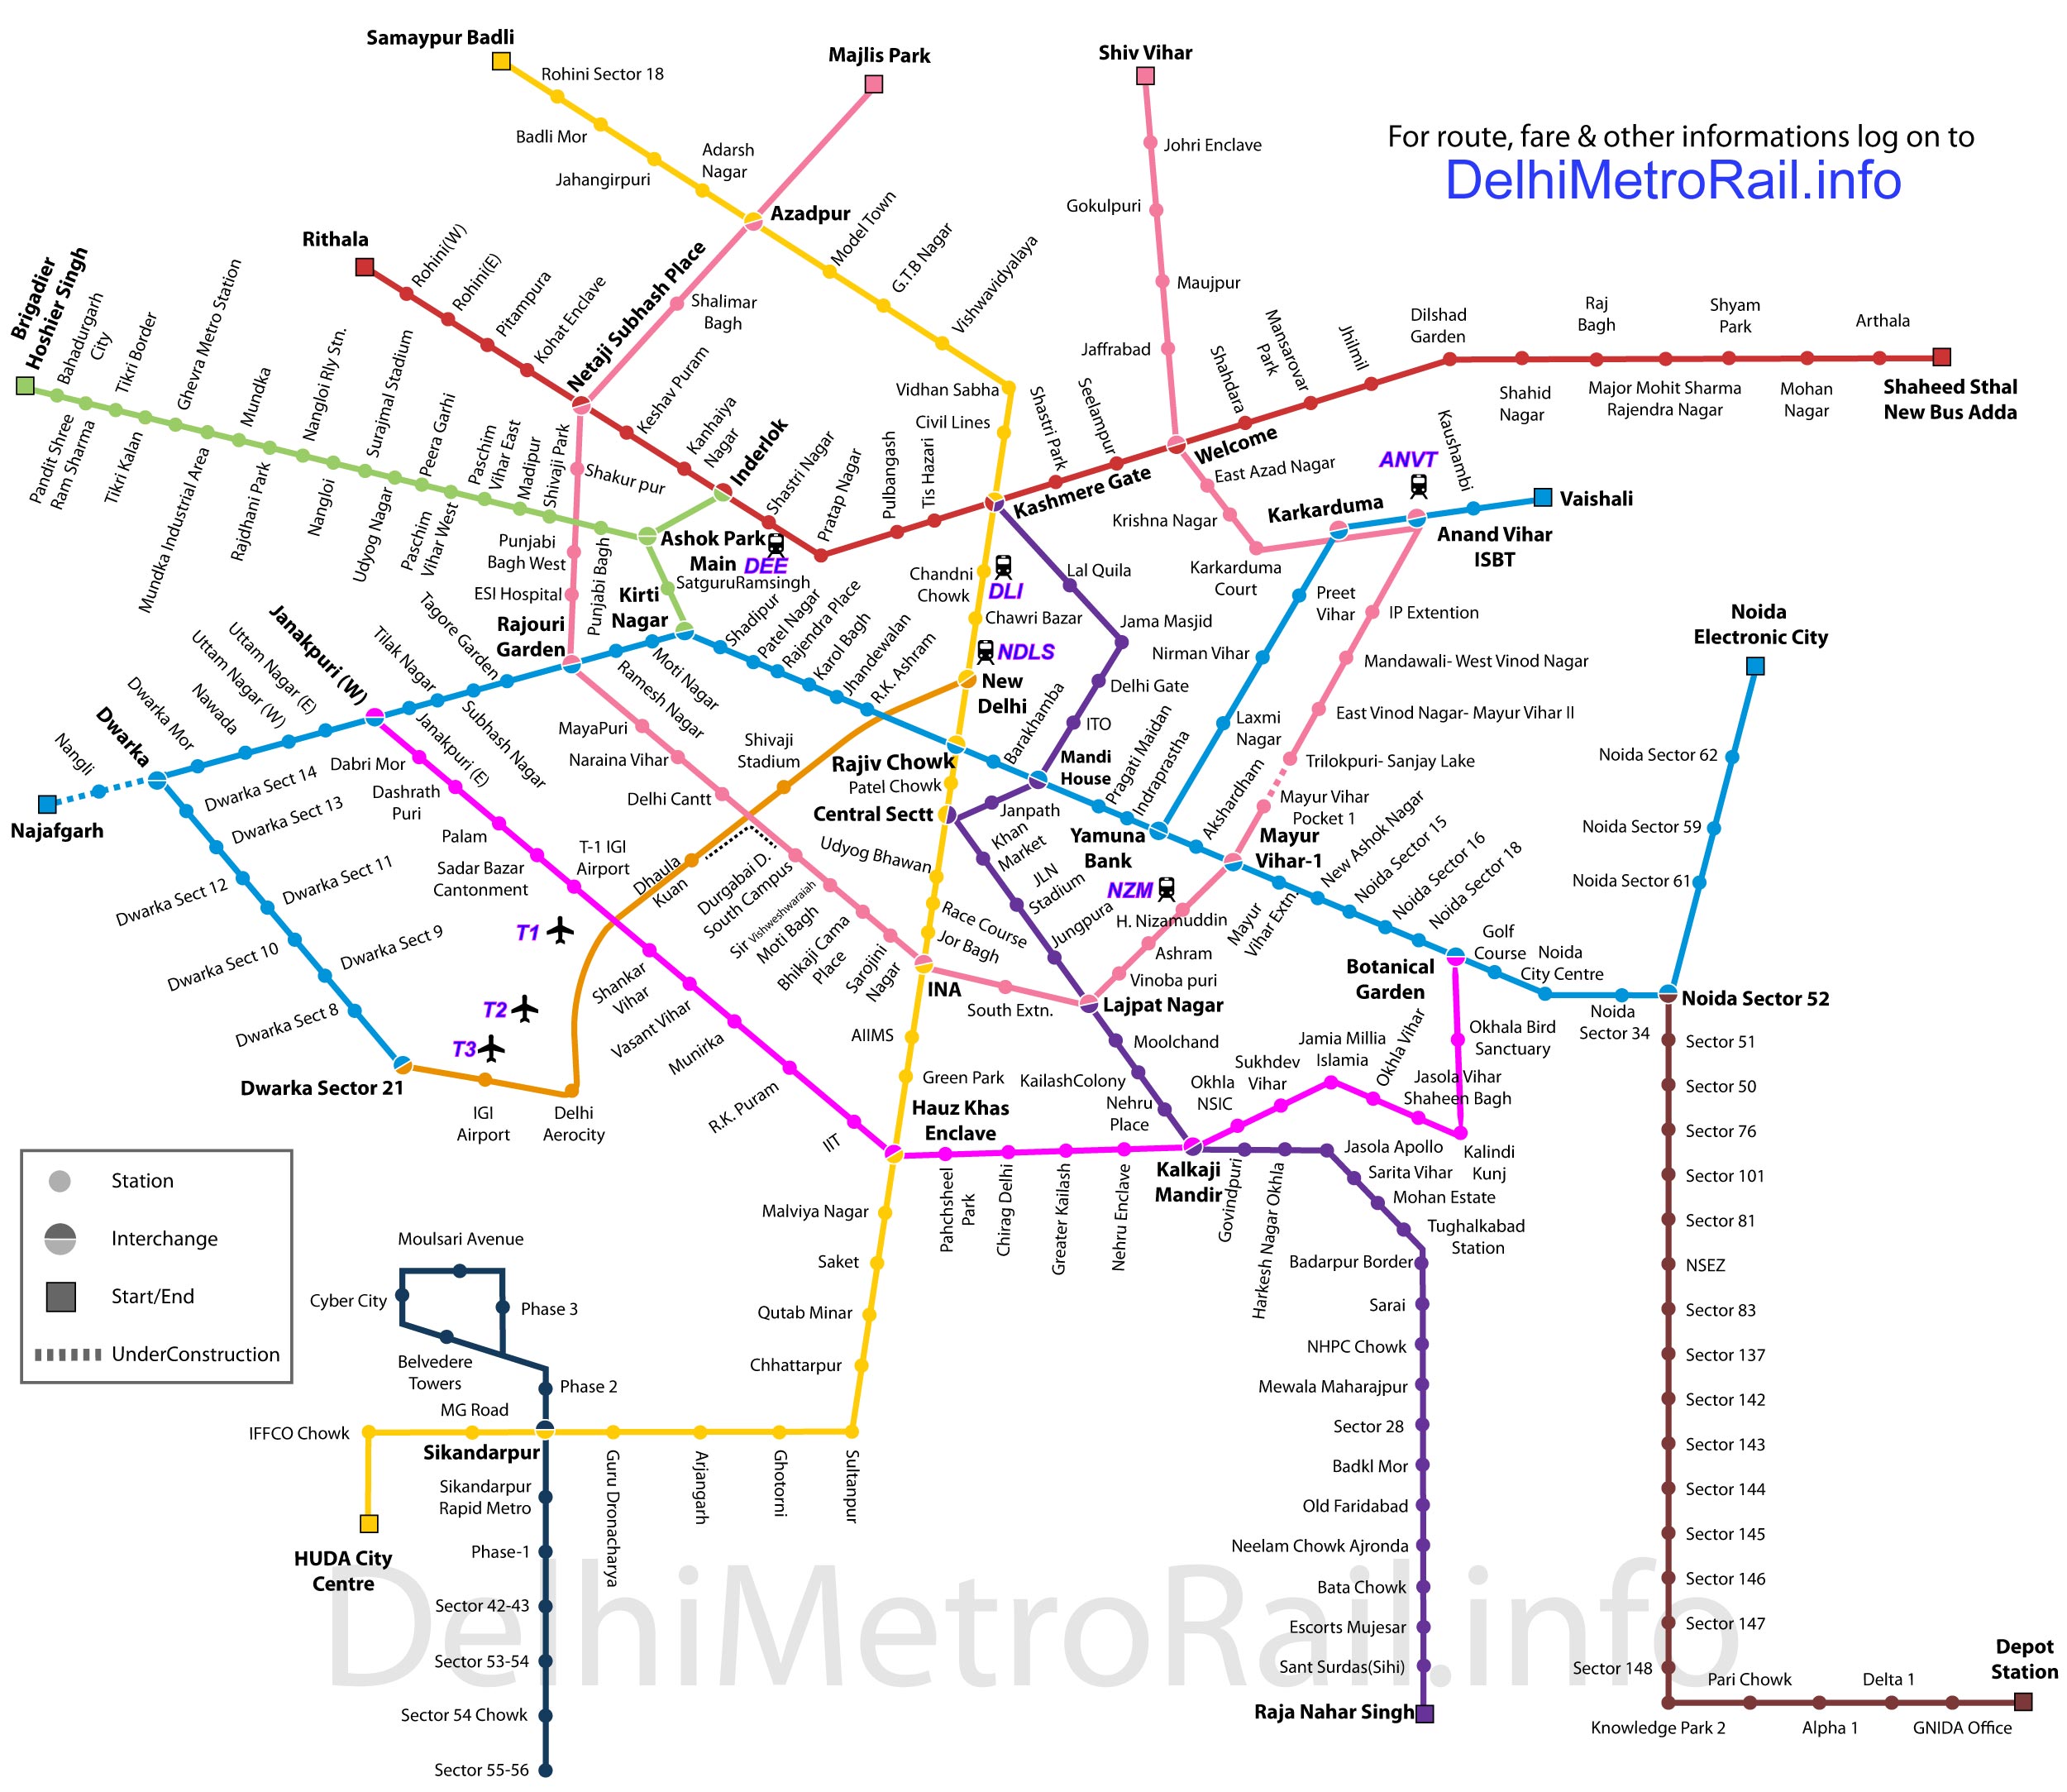 Samaypur Badli
Majlis Park
Shiv Vihar
Rohini Sector 18
Badli Mor
Adarsh
Nagar
Jahangirpuri
Johri Enclave
For route, fare & other informations log on to
DelhiMetroRail.info
Gokulpuri
Azadpur
Model Town
G.T.B Nagar
Vishwavidyalaya
Rithala
Rohini(W)
Rohini(E)
Pitampura
Kohat Enclave
Netaji Subhash Place
Shalimar
Bagh
Maujpur
Jaffrabad
Brigadier
Hoshier Singh
Bahadurgarh
City
Tikri Border
Ghevra Metro Station
Mundka
Nangloi Rly Stn.
Surajmal Stadium
Peera Garhi
Paschim
Vihar East
Madipur
Shivaji Park
Pandit Shree
Ram Sharma
Tikri Kalan
Mundka Industrial Area
Rajdhani Park
Nangloi
Udyog Nagar
Paschim
Vihar West
Shakur pur
Keshav Puram
Kanhaiya
Nagar
Inderlok
Shastri Nagar
Pratap Nagar
Pulbangash
Tis Hazari
Vidhan Sabha
Civil Lines
Shastri Park
Seelampur
Kashmere Gate
Welcome
Shahdara
Mansarovar
Park
Jhilmil
Dilshad
Garden
Shahid
Nagar
Raj
Bagh
Major Mohit Sharma
Rajendra Nagar
Shyam
Park
Mohan
Nagar
Arthala
Shaheed Sthal
New Bus Adda
East Azad Nagar
Krishna Nagar
Karkarduma
Court
Karkarduma
ANVT
Kaushambi
Vaishali
Anand Vihar
ISBT
Punjabi
Bagh West
ESI Hospital
Punjabi Bagh
Ashok Park
Main
DEE
SatguruRamsingh
Kirti
Nagar
Rajouri
Garden
Chandni
Chowk
DLI
Chawri Bazar
NDLS
New
Delhi
Lal Quila
Jama Masjid
Delhi Gate
ITO
Mandi
House
Preet
Vihar
Nirman Vihar
Laxmi
Nagar
IP Extention
Mandawali- West Vinod Nagar
East Vinod Nagar- Mayur Vihar II
Trilokpuri- Sanjay Lake
Mayur Vihar
Pocket 1
Noida
Electronic City
Noida Sector 62
Noida Sector 59
Noida Sector 61
Najafgarh
Nangli
Dwarka
Dwarka Mor
Nawada
Uttam Nagar (W)
Uttam Nagar (E)
Janakpuri (W)
Tilak Nagar
Tagore Garden
Janakpuri (E)
Subhash Nagar
Ramesh Nagar
Moti Nagar
Shadipur
Patel Nagar
Rajendra Place
Karol Bagh
Jhandewalan
R.K. Ashram
Rajiv Chowk
Barakhamba
Patel Chowk
Central Sectt
Janpath
Pragati Maidan
Indraprastha
Yamuna
Bank
Akshardham
Mayur
Vihar-1
Mayur
Vihar Extn.
New Ashok Nagar
Noida Sector 15
Noida Sector 16
Noida Sector 18
Botanical
Garden
Golf
Course
Noida
City Centre
Noida
Sector 34
Noida Sector 52
MayaPuri
Naraina Vihar
Delhi Cantt
Shivaji
Stadium
Dhaula
Kuan
Durgabai D.
South Campus
Sir Vishweshwaraiah
Moti Bagh
Bhikaji Cama
Place
Sarojini
Nagar
INA
South Extn.
Lajpat Nagar
Vinoba puri
Ashram
H. Nizamuddin
NZM
Udyog Bhawan
Race Course
Jor Bagh
Khan
Market
JLN
Stadium
Jungpura
Dwarka Sect 14
Dwarka Sect 13
Dwarka Sect 12
Dwarka Sect 11
Dwarka Sect 10
Dwarka Sect 9
Dwarka Sect 8
Dwarka Sector 21
Dabri Mor
Dashrath
Puri
Palam
Sadar Bazar
Cantonment
T-1 IGI
Airport
T1
T2
T3
IGI
Airport
Delhi
Aerocity
Shankar
Vihar
Vasant Vihar
Munirka
R.K. Puram
IIT
AIIMS
Green Park
Hauz Khas
Enclave
Pahchsheel
Park
Chirag Delhi
Greater Kailash
Nehru Enclave
Kalkaji
Mandir
Moolchand
KailashColony
Nehru
Place
Okhla
NSIC
Sukhdev
Vihar
Jamia Millia
Islamia
Okhla Vihar
Jasola Vihar
Shaheen Bagh
Okhala Bird
Sanctuary
Kalindi
Kunj
Govindpuri
Harkesh Nagar Okhla
Jasola Apollo
Sarita Vihar
Mohan Estate
Tughalkabad
Station
Badarpur Border
Sarai
NHPC Chowk
Mewala Maharajpur
Sector 28
Badkl Mor
Old Faridabad
Neelam Chowk Ajronda
Bata Chowk
Escorts Mujesar
Sant Surdas(Sihi)
Raja Nahar Singh
Sector 51
Sector 50
Sector 76
Sector 101
Sector 81
NSEZ
Sector 83
Sector 137
Sector 142
Sector 143
Sector 144
Sector 145
Sector 146
Sector 147
Sector 148
Knowledge Park 2
Pari Chowk
Alpha 1
Delta 1
GNIDA Office
Depot
Station
Malviya Nagar
Saket
Qutab Minar
Chhattarpur
Sultanpur
Ghotorni
Arjangarh
Guru Dronacharya
Sikandarpur
MG Road
IFFCO Chowk
HUDA City
Centre
Moulsari Avenue
Cyber City
Phase 3
Belvedere
Towers
Phase 2
Sikandarpur
Rapid Metro
Phase-1
Sector 42-43
Sector 53-54
Sector 54 Chowk
Sector 55-56
Station
Interchange
Start/End
UnderConstruction
DelhiMetroRail.info